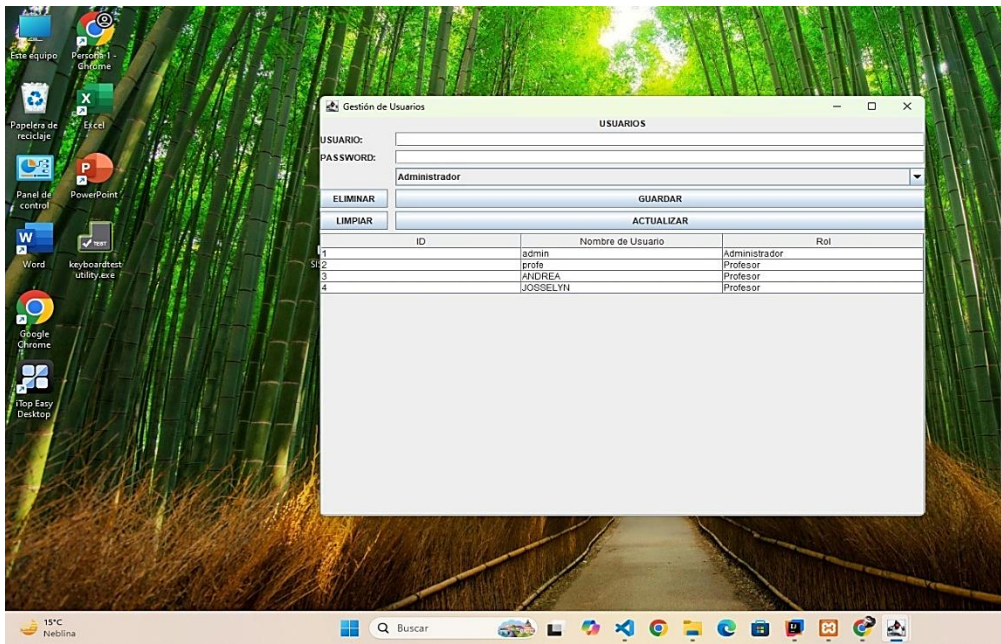 Este equipo
Persona 1 -
Chrome
Papelera de
reciclaje
Excel
Panel de
control
PowerPoint
Word
keyboardtest
utility.exe
Google
Chrome
iTop Easy
Desktop
Gestión de Usuarios
USUARIOS
USUARIO:
PASSWORD:
Administrador
ELIMINAR GUARDAR
LIMPIAR ACTUALIZAR
ID Nombre de Usuario Rol
1 admin Administrador
2 profe Profesor
3 ANDREA Profesor
4 JOSSELYN Profesor
15°C
Neblina
Buscar